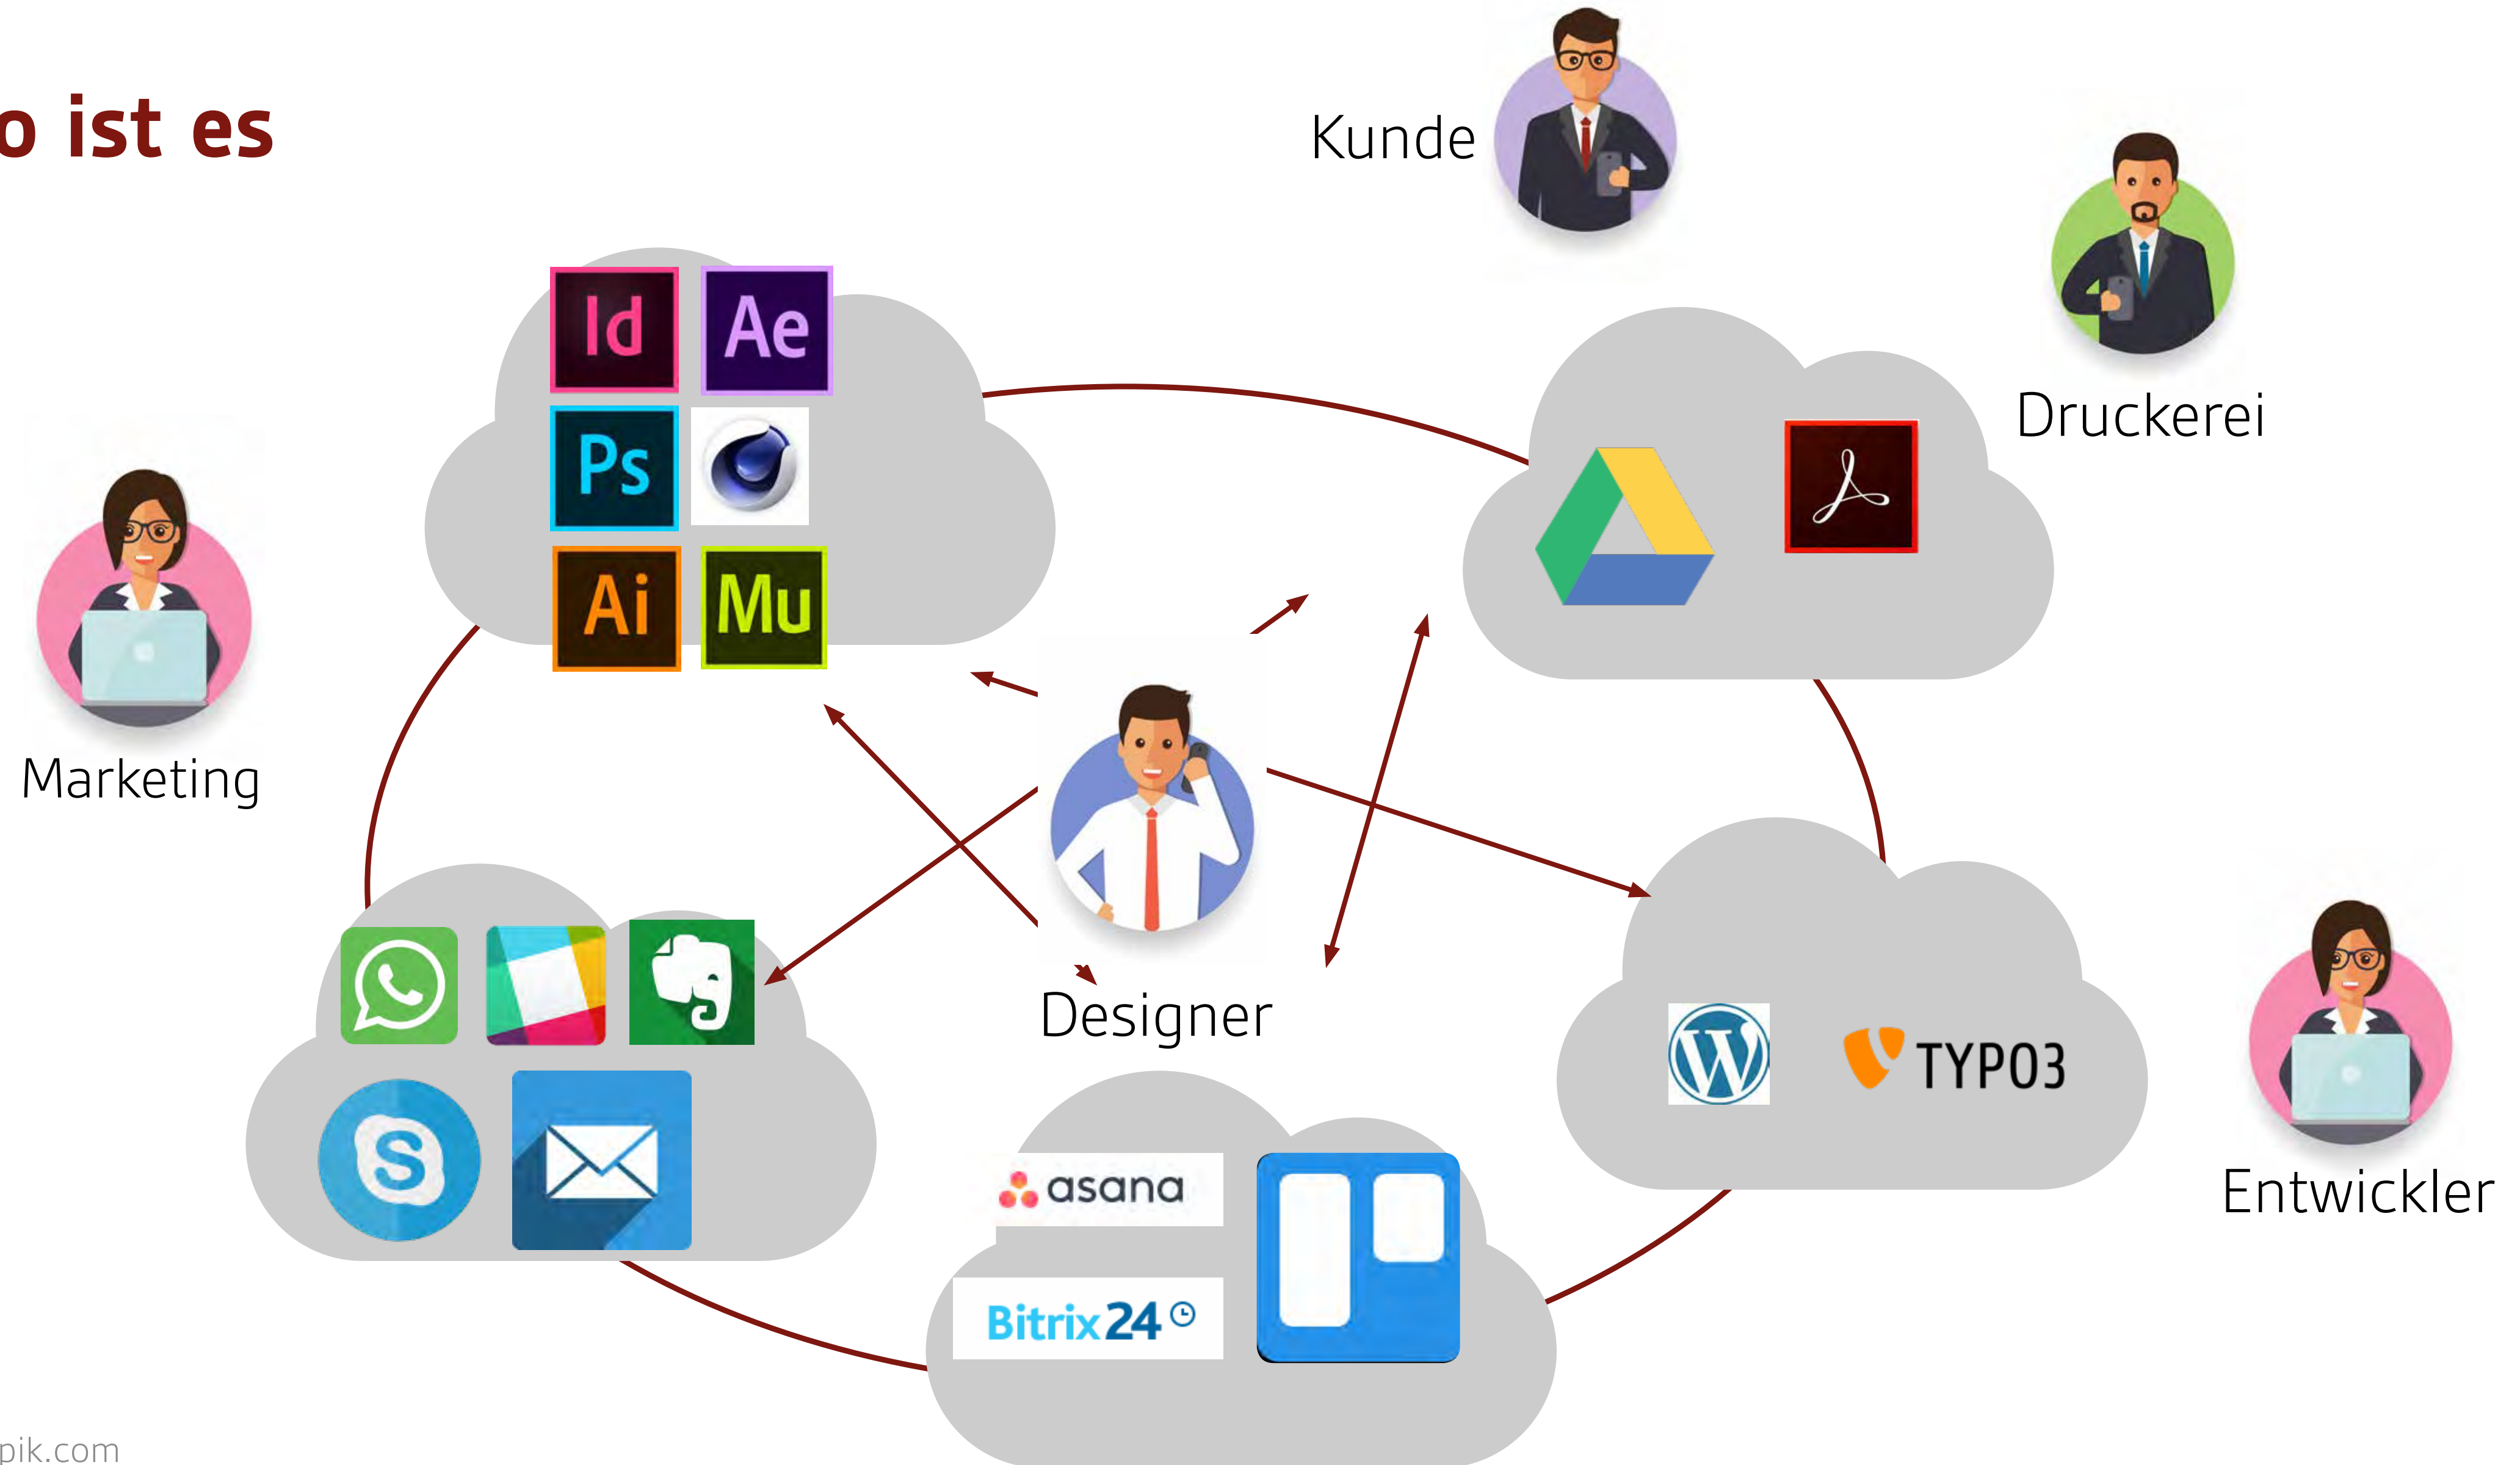 o ist es
Kunde
Druckerei
Id
Ae
Ps
Ai
Mu
Marketing
Designer
TYPO3
asana
Bitrix24
Entwickler
pik.com